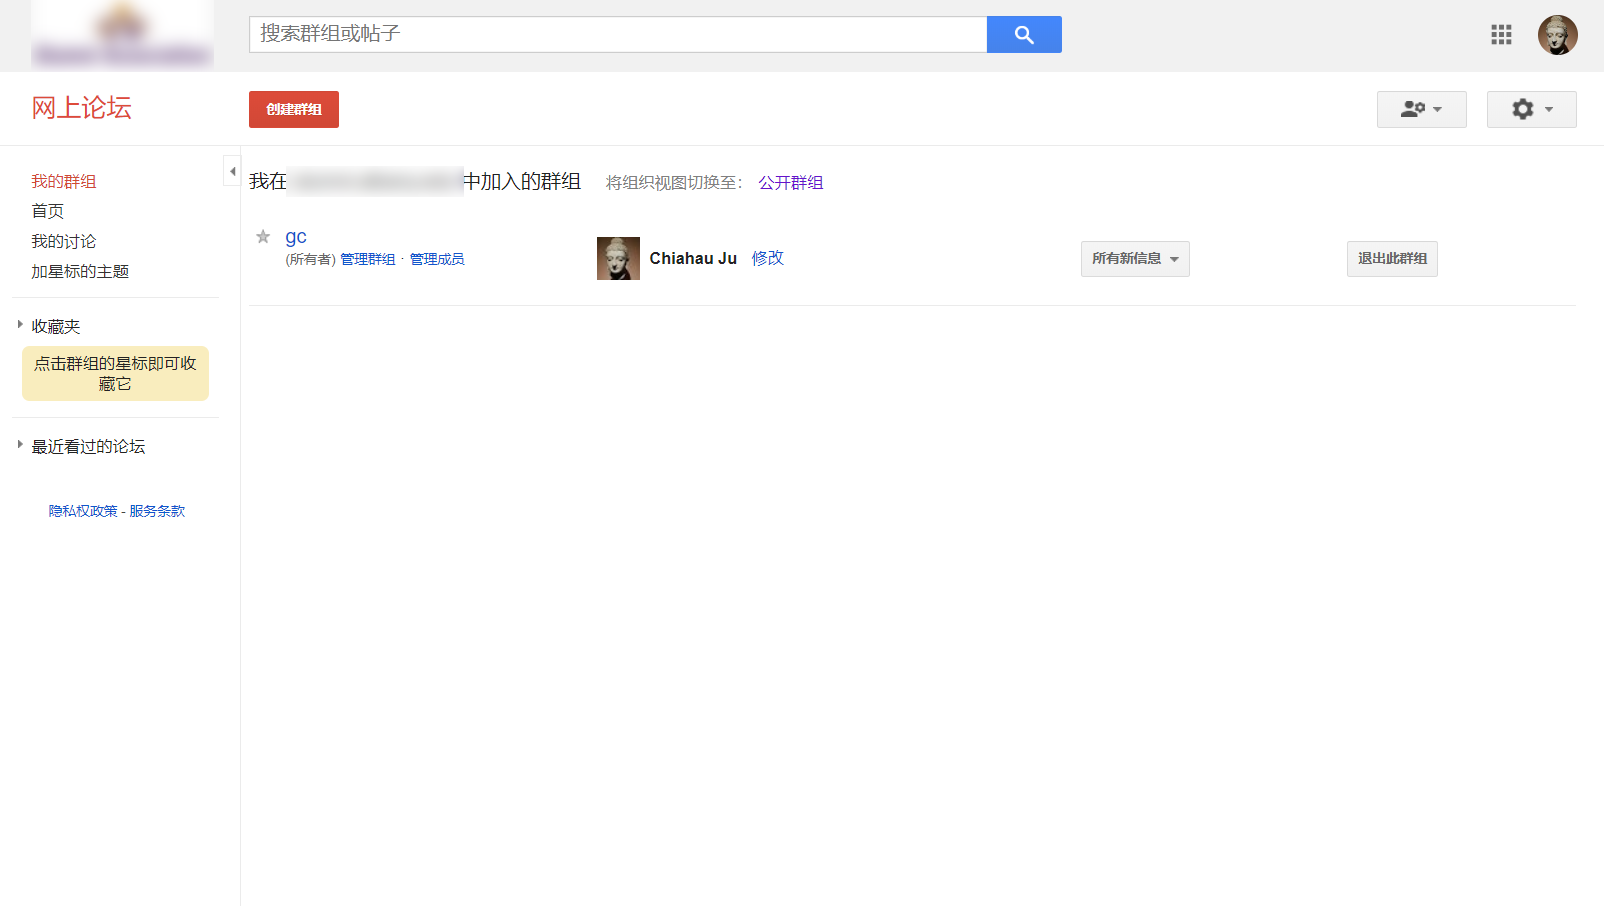 搜索群组或帖子
网上论坛
创建群组
我的群组
首页
我的讨论
加星标的主题
收藏夹
点击群组的星标即可收
藏它
最近看过的论坛
隐私权政策 - 服务条款
我在
中加入的群组 将组织视图切换至： 公开群组
gc
(所有者) 管理群组 · 管理成员
Chiahau Ju 修改
所有新信息
退出此群组